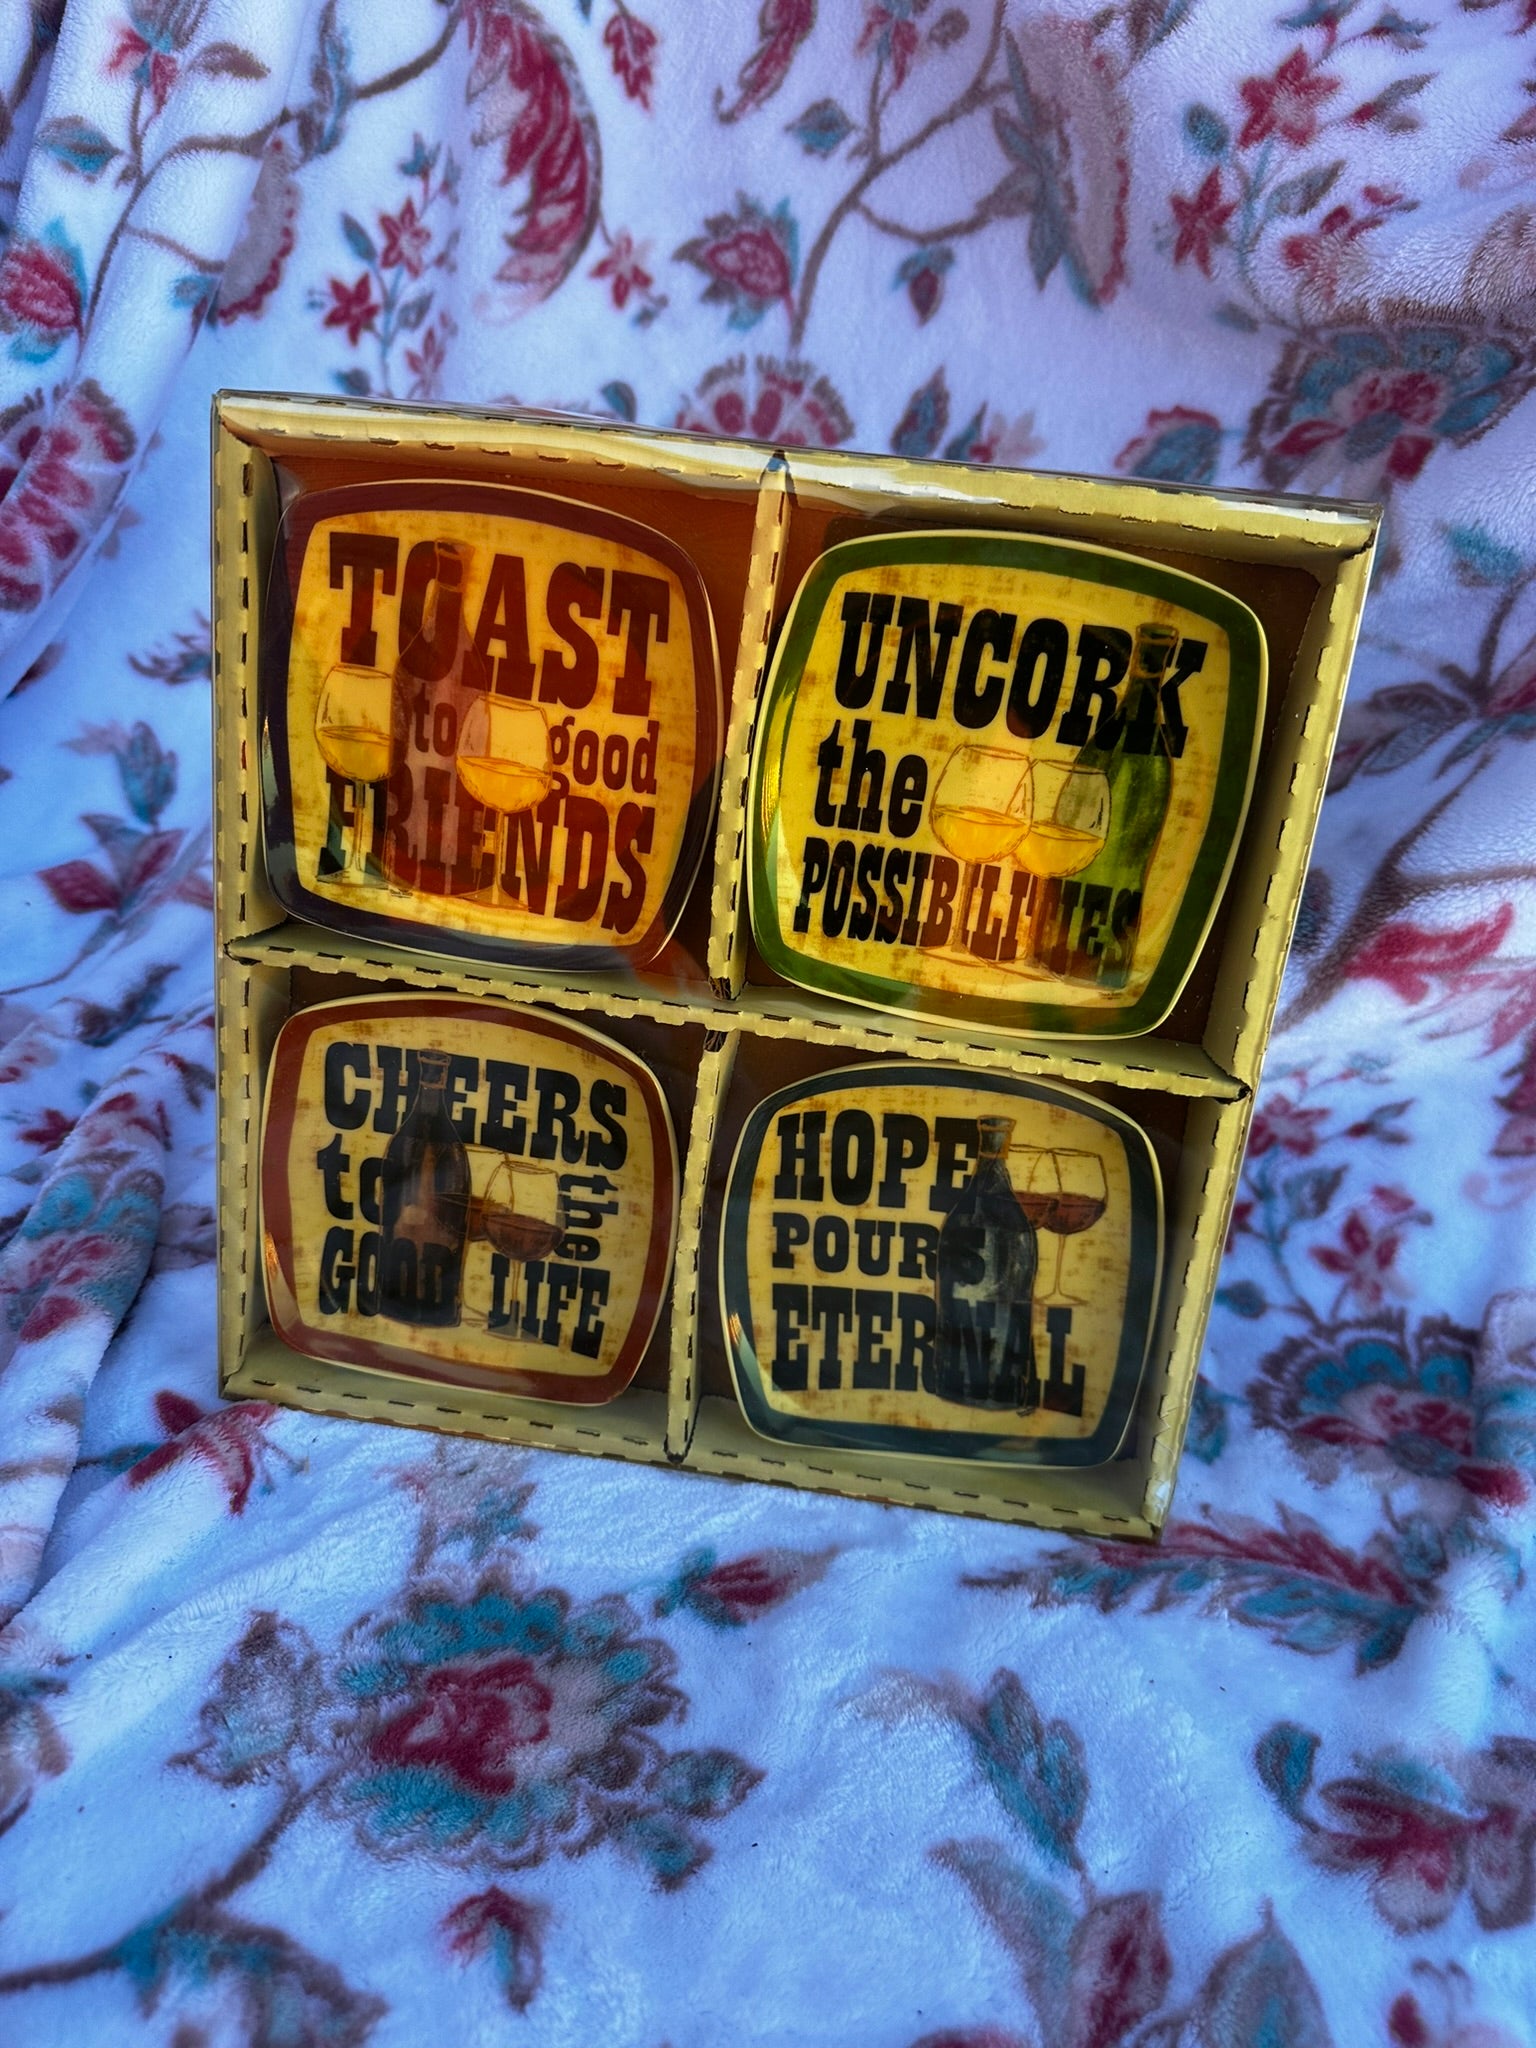 TOAST
to good
FRIENDS
UNCORK
the
POSSIBILITIES
CHEERS
to the
GOOD LIFE
HOPE
POURS
ETERNAL